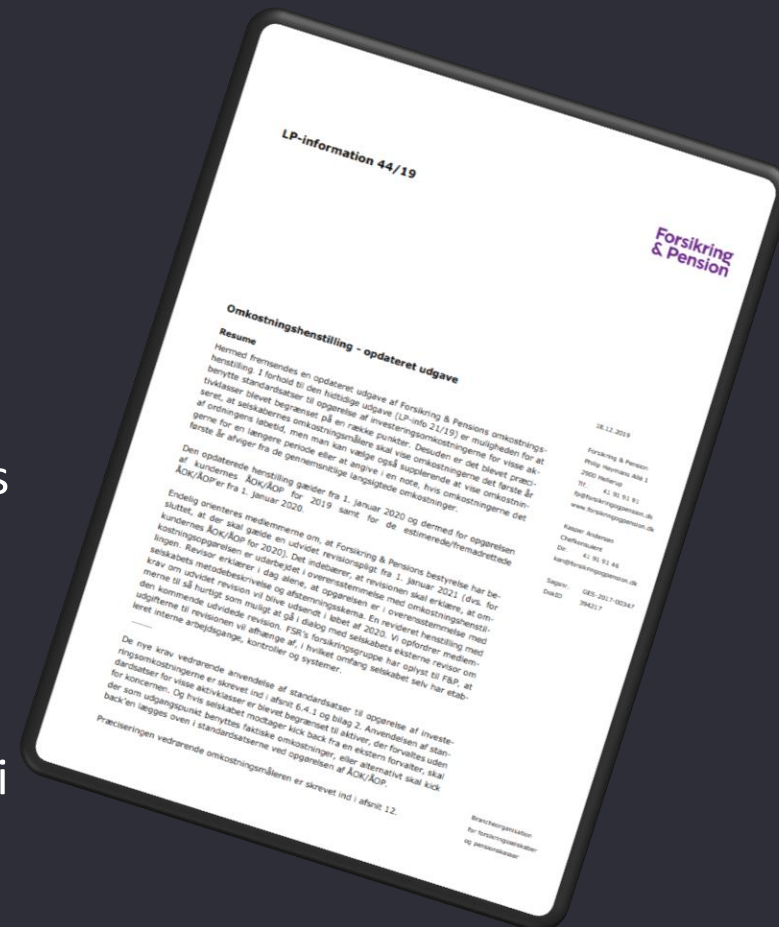 LP-information 44/19
Forsikring
& Pension
Omkostningshenstilling - opdateret udgave
Resume
Hermed fremsendes en opdateret udgave af Forsikring & Pensions omkostnings-
henstilling. I forhold til den hidtidige udgave (LP-info 21/19) er muligheden for at
benytte standardsatser til opgørelse af investeringsomkostningerne for visse ak-
tivklasser blevet begrænset på en række punkter. Desuden er det blevet præci-
seret, at selskabernes omkostningsmålere skal vise omkostningerne det første år
af ordningens løbetid, men man kan vælge også supplerende at vise omkostnin-
gerne for en længere periode eller at angive i en note, hvis omkostningerne det
første år afviger fra de gennemsnitlige langsigtede omkostninger.
Den opdaterede henstilling gælder fra 1. januar 2020 og dermed for opgørelsen
af kundernes ÅOK/ÅOP for 2019 samt for de estimerede/fremadrettede
ÅOK/ÅOP'er fra 1. januar 2020.
Endelig orienteres medlemmerne om, at Forsikring & Pensions bestyrelse har be-
sluttet, at der skal gælde en udvidet revisionspligt fra 1. januar 2021 (dvs. for
kundernes ÅOK/ÅOP for 2020). Det indebærer, at revisionen skal erklære, at om-
kostningsopgørelsen er udarbejdet i overensstemmelse med omkostningshenstil-
lingen. Revisor erklærer i dag alene, at opgørelsen er i overensstemmelse med
selskabets metodebeskrivelse og afstemningsskema. En revideret henstilling med
krav om udvidet revision vil blive udsendt i løbet af 2020. Vi opfordrer medlem-
merne til så hurtigt som muligt at gå i dialog med selskabets eksterne revisor om
den kommende udvidede revision. FSR's forsikringsgruppe har oplyst til F&P, at
udgifterne til revisionen vil afhænge af, i hvilket omfang selskabet selv har etab-
leret interne arbejdsgange, kontroller og systemer.
De nye krav vedrørende anvendelse af standardsatser til opgørelse af investe-
ringsomkostningerne er skrevet ind i afsnit 6.4.1 og bilag 2. Anvendelsen af stan-
dardsatser for visse aktivklasser er blevet begrænset til aktiver, der forvaltes uden
for koncernen. Og hvis selskabet modtager kick back fra en ekstern forvalter, skal
der som udgangspunkt benyttes faktiske omkostninger, eller alternativt skal kick
back'en lægges oven i standardsatserne ved opgørelsen af ÅOK/ÅOP.
Præciseringen vedrørende omkostningsmåleren er skrevet ind i afsnit 12.
18.12.2019
Forsikring & Pension
Philip Heymans Allé 1
2900 Hellerup
Tlf. 41 91 91 91
fp@forsikringogpension.dk
www.forsikringogpension.dk
Kasper Andersen
Chefkonsulent
Dir. 41 91 91 46
kan@forsikringogpension.dk
Sagsnr. GES-2017-00347
DokID 394217
Brancheorganisation
for forsikringsselskaber
og pensionskasser
s
i